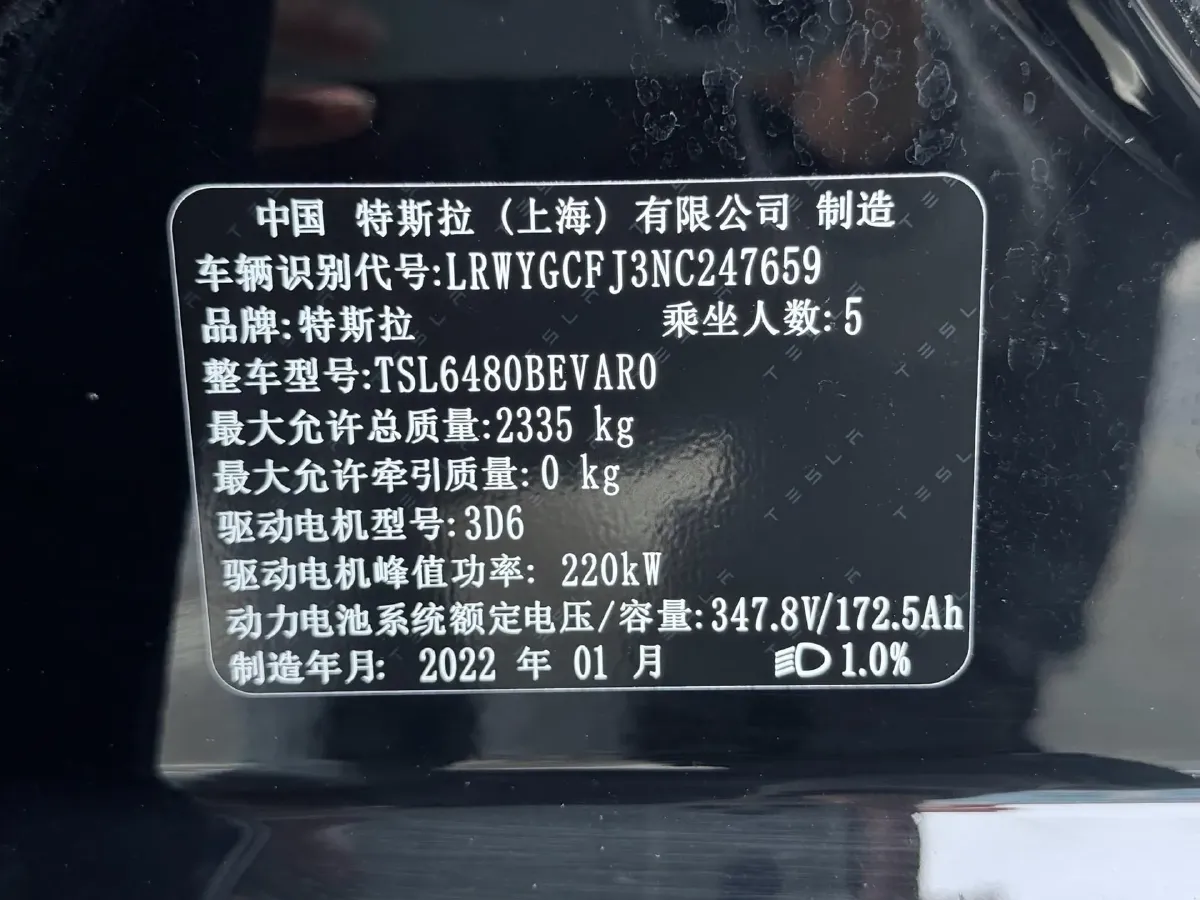 中国 特斯拉 (上海) 有限公司 制造
车辆识别代号:LRWYGCFJ3NC247659
品牌:特斯拉 乘坐人数:5
整车型号:TSL6480BEVAR0
最大允许总质量:2335 kg
最大允许牵引质量:0 kg
驱动电机型号:3D6
驱动电机峰值功率: 220kW
动力电池系统额定电压/容量:347.8V/172.5Ah
制造年月: 2022 年 01 月 1.0%
TESLA